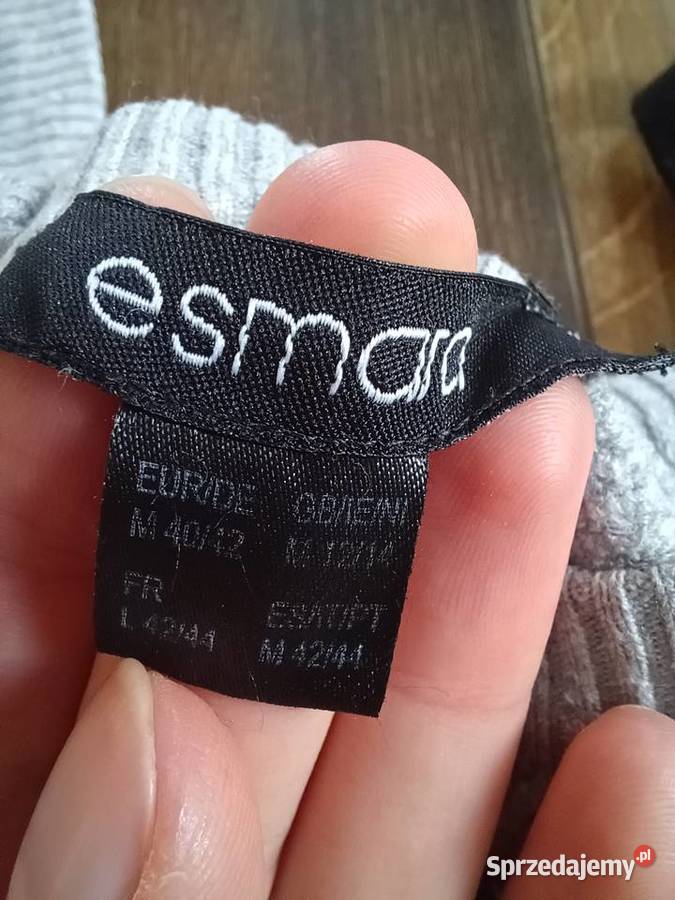 esmara
EUR/DE
M 40/42
GB/IE/NI
M 12/14
FR
L 42/44
ES/IT/PT
M 42/44
Sprzedajemy.pl